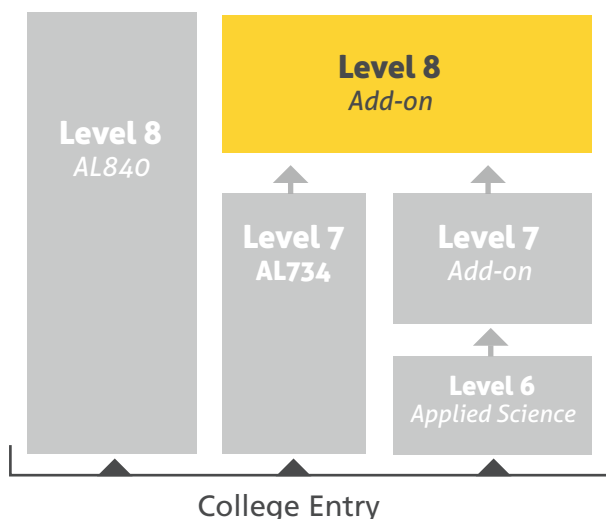 Level 8
AL840
Level 8
Add-on
Level 7
AL734
Level 7
Add-on
Level 6
Applied Science
College Entry